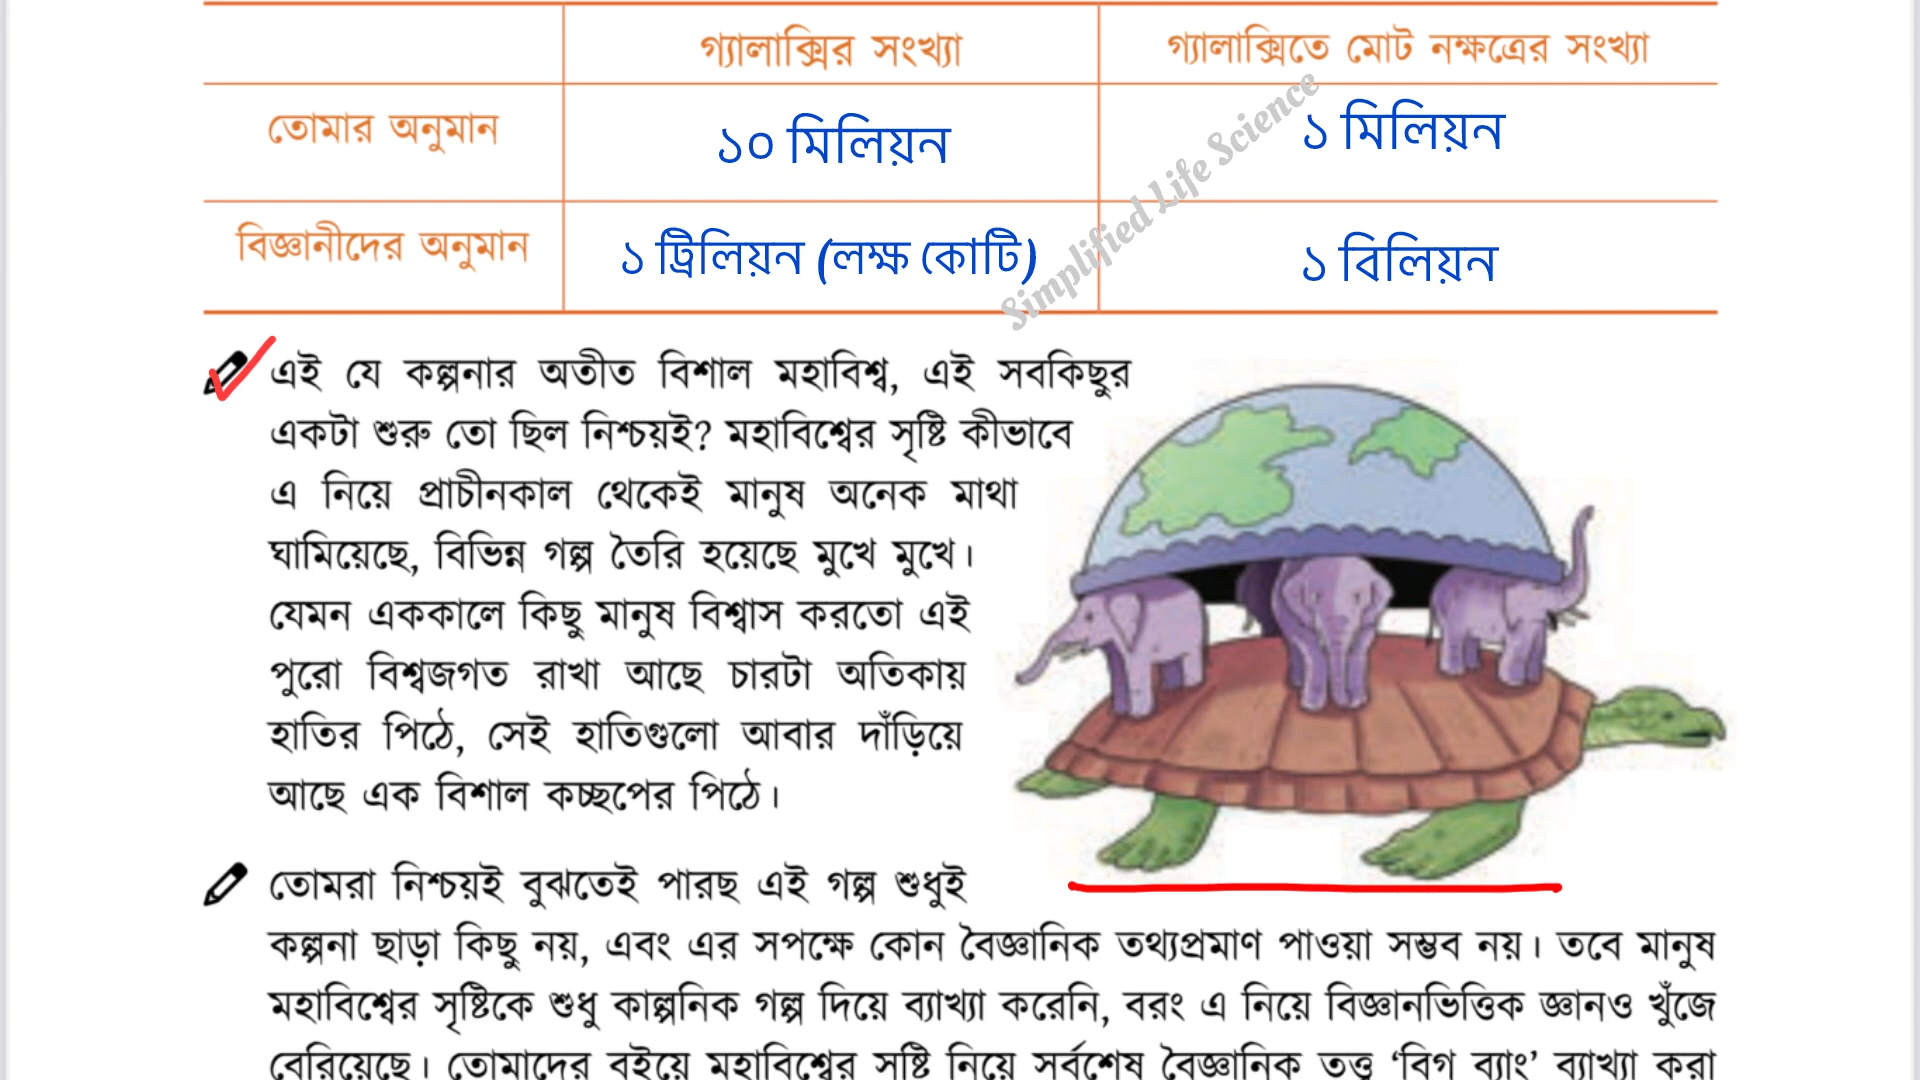 গ্যালাক্সির সংখ্যা গ্যালাক্সিতে মোট নক্ষত্রের সংখ্যা
তোমার অনুমান ১০ মিলিয়ন ১ মিলিয়ন
বিজ্ঞানীদের অনুমান ১ ট্রিলিয়ন (লক্ষ কোটি) ১ বিলিয়ন
Simplified Life Science
এই যে কল্পনার অতীত বিশাল মহাবিশ্ব, এই সবকিছুর
একটা শুরু তো ছিল নিশ্চয়ই? মহাবিশ্বের সৃষ্টি কীভাবে
এ নিয়ে প্রাচীনকাল থেকেই মানুষ অনেক মাথা
ঘামিয়েছে, বিভিন্ন গল্প তৈরি হয়েছে মুখে মুখে।
যেমন এককালে কিছু মানুষ বিশ্বাস করতো এই
পুরো বিশ্বজগত রাখা আছে চারটা অতিকায়
হাতির পিঠে, সেই হাতিগুলো আবার দাঁড়িয়ে
আছে এক বিশাল কচ্ছপের পিঠে।
তোমরা নিশ্চয়ই বুঝতেই পারছ এই গল্প শুধুই
কল্পনা ছাড়া কিছু নয়, এবং এর সপক্ষে কোন বৈজ্ঞানিক তথ্যপ্রমাণ পাওয়া সম্ভব নয়। তবে মানুষ
মহাবিশ্বের সৃষ্টিকে শুধু কাল্পনিক গল্প দিয়ে ব্যাখ্যা করেনি, বরং এ নিয়ে বিজ্ঞানভিত্তিক জ্ঞানও খুঁজে
বেরিয়েছে। তোমাদের বইয়ে মহাবিশ্বের সৃষ্টি নিয়ে সর্বশেষ বৈজ্ঞানিক তত্ত্ব ‘বিগ ব্যাং’ ব্যাখ্যা করা